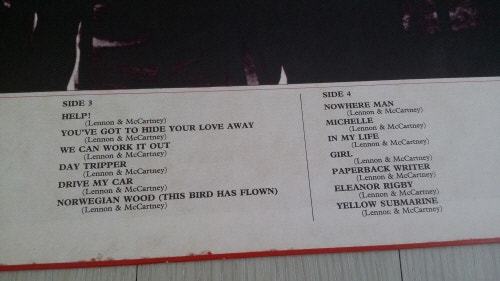 SIDE 3
HELP!
(Lennon & McCartney)
YOU'VE GOT TO HIDE YOUR LOVE AWAY
(Lennon & McCartney)
WE CAN WORK IT OUT
(Lennon & McCartney)
DAY TRIPPER
(Lennon & McCartney)
DRIVE MY CAR
(Lennon & McCartney)
NORWEGIAN WOOD (THIS BIRD HAS FLOWN)
(Lennon & McCartney)
SIDE 4
NOWHERE MAN
(Lennon & McCartney)
MICHELLE
(Lennon & McCartney)
IN MY LIFE
(Lennon & McCartney)
GIRL
(Lennon & McCartney)
PAPERBACK WRITER
(Lennon & McCartney)
ELEANOR RIGBY
(Lennon & McCartney)
YELLOW SUBMARINE
(Lennon & McCartney)